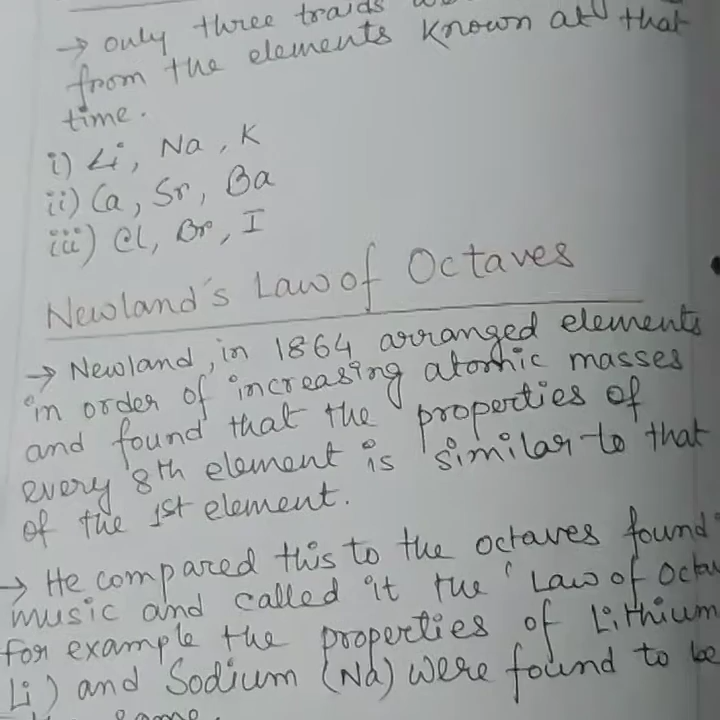 → only three traids
from the elements known at that
time.
i) Li, Na, K
ii) Ca, Sr, Ba
iii) Cl, Br, I
Newland's Law of Octaves
→ Newland, in 1864 arranged elements
in order of increasing atomic masses
and found that the properties of
every 8th element is similar to that
of the 1st element.
→ He compared this to the octaves found
music and called it the 'Law of Octa
for example the properties of Lithium
Li) and Sodium (Na) were found to be